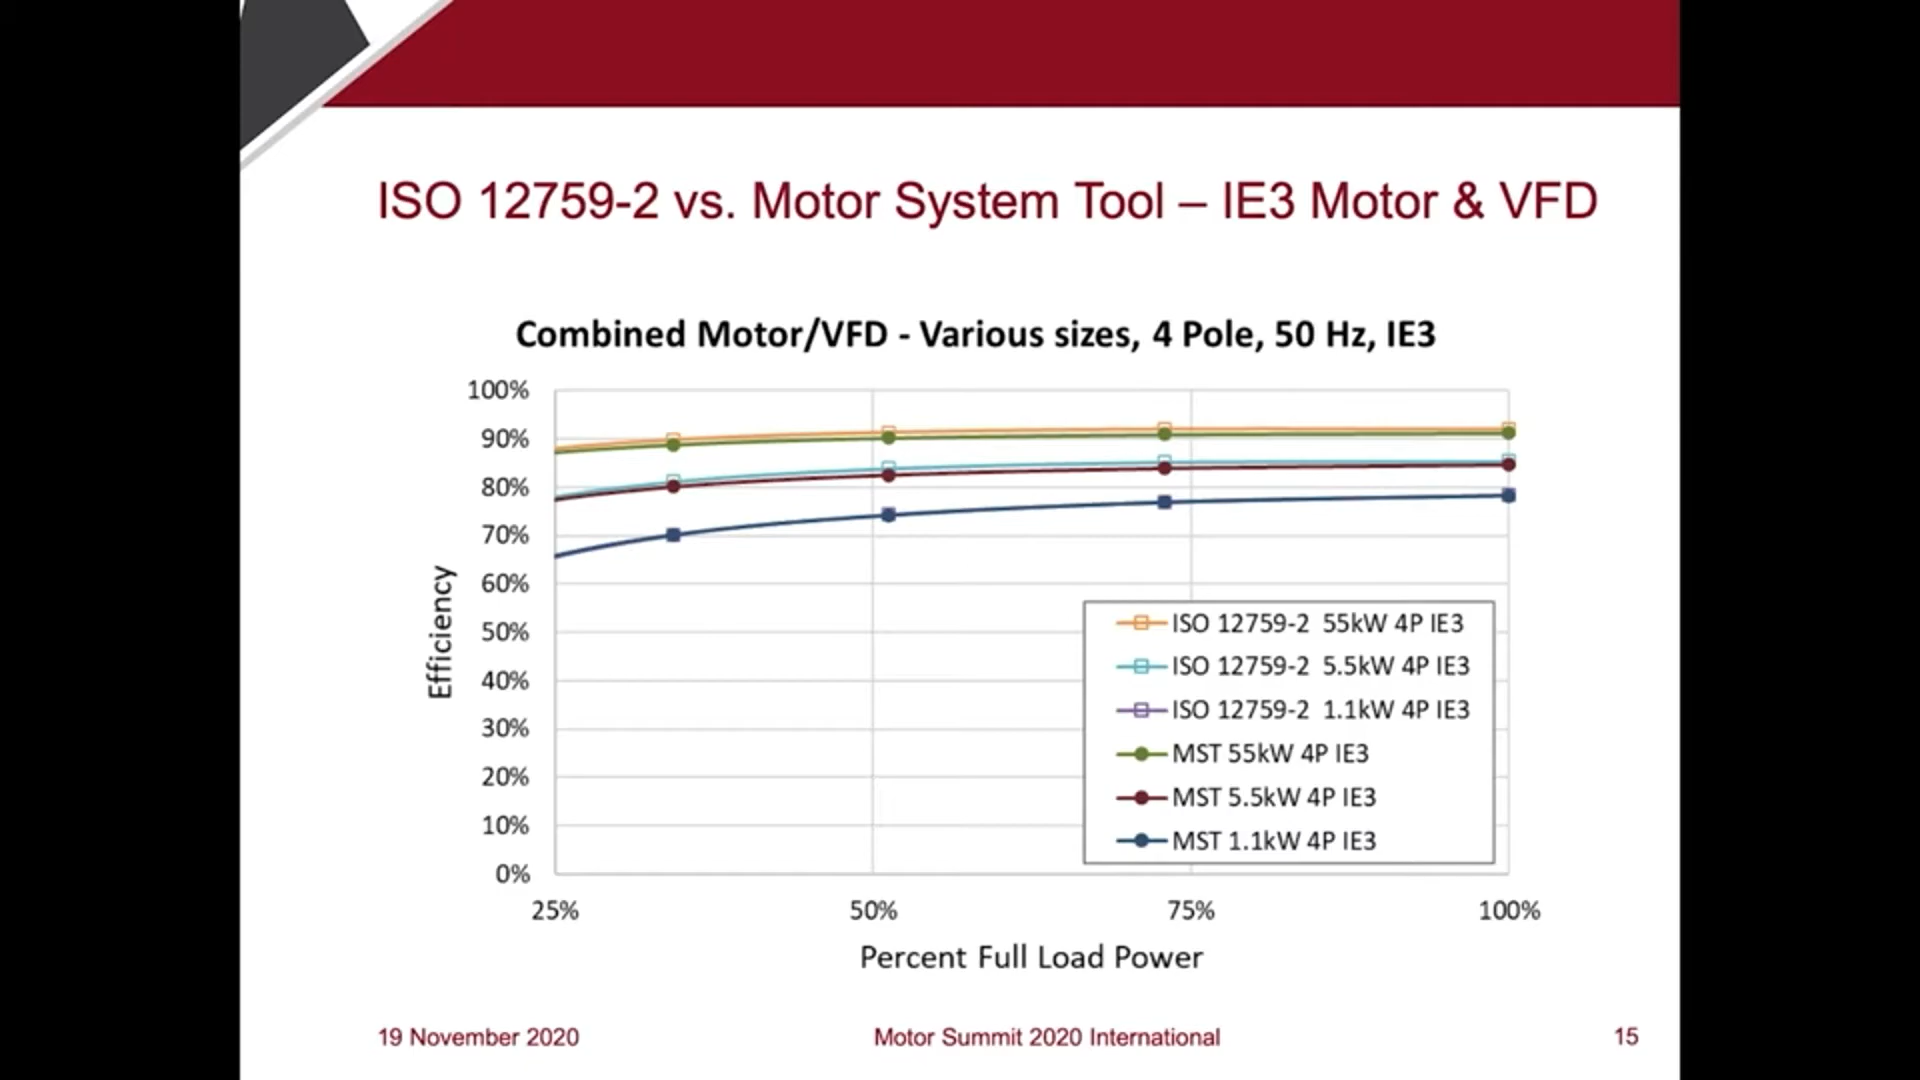 ISO 12759-2 vs. Motor System Tool – IE3 Motor & VFD
Combined Motor/VFD - Various sizes, 4 Pole, 50 Hz, IE3
100%
90%
80%
70%
60%
50%
40%
30%
20%
10%
0%
Efficiency
ISO 12759-2 55kW 4P IE3
ISO 12759-2 5.5kW 4P IE3
ISO 12759-2 1.1kW 4P IE3
MST 55kW 4P IE3
MST 5.5kW 4P IE3
MST 1.1kW 4P IE3
25% 50% 75% 100%
Percent Full Load Power
19 November 2020 Motor Summit 2020 International 15